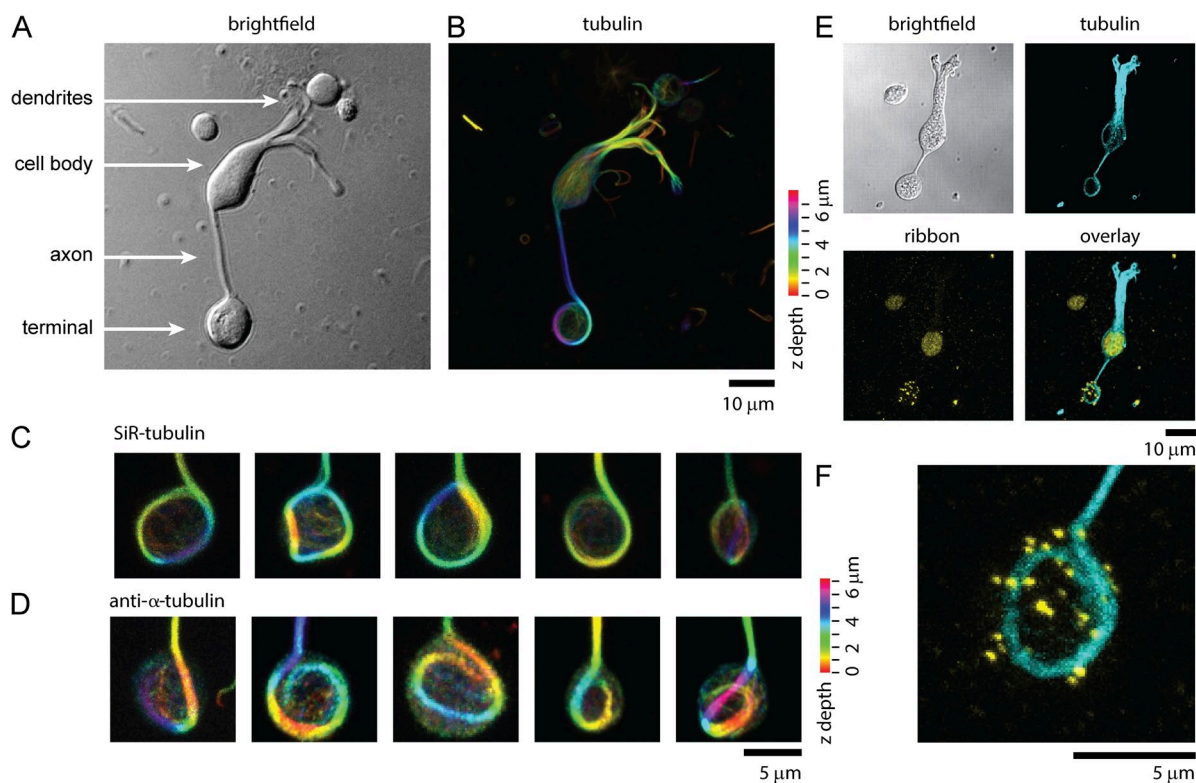 A
brightfield
dendrites
cell body
axon
terminal
B
tubulin
0 2 4 6 μm
z depth
10 μm
E
brightfield
tubulin
ribbon
overlay
10 μm
C
SiR-tubulin
D
anti-α-tubulin
0 2 4 6 μm
z depth
5 μm
F
5 μm